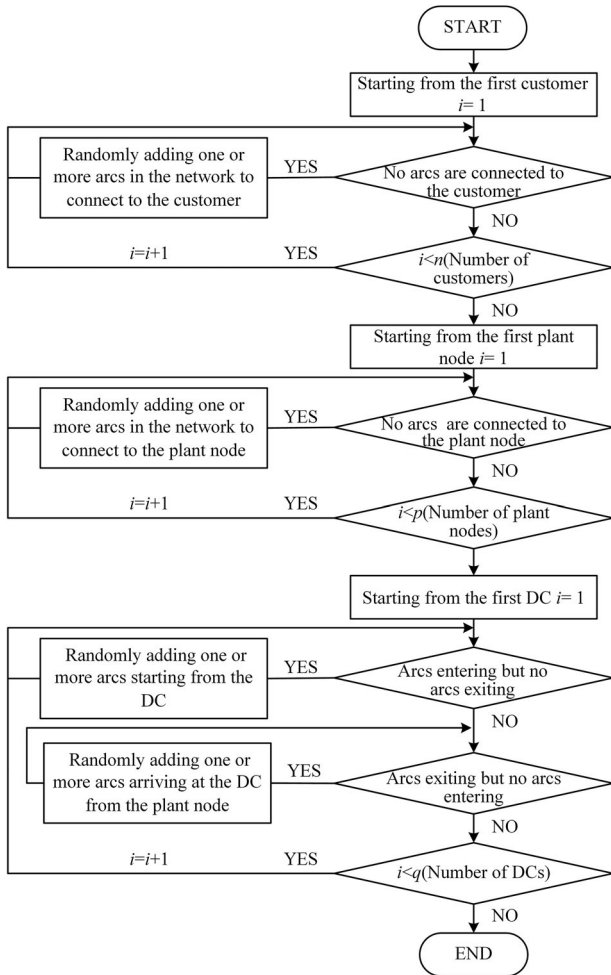 START
Starting from the first customer
i= 1
Randomly adding one or
more arcs in the network to
connect to the customer
YES
No arcs are connected to
the customer
NO
i=i+1
YES
i<n(Number of
customers)
NO
Starting from the first plant
node i= 1
Randomly adding one or
more arcs in the network to
connect to the plant node
YES
No arcs are connected to
the plant node
NO
i=i+1
YES
i<p(Number of plant
nodes)
Starting from the first DC i= 1
Randomly adding one or
more arcs starting from the
DC
YES
Arcs entering but no
arcs exiting
NO
Randomly adding one or
more arcs arriving at the DC
from the plant node
YES
Arcs exiting but no arcs
entering
NO
i=i+1
YES
i<q(Number of DCs)
NO
END